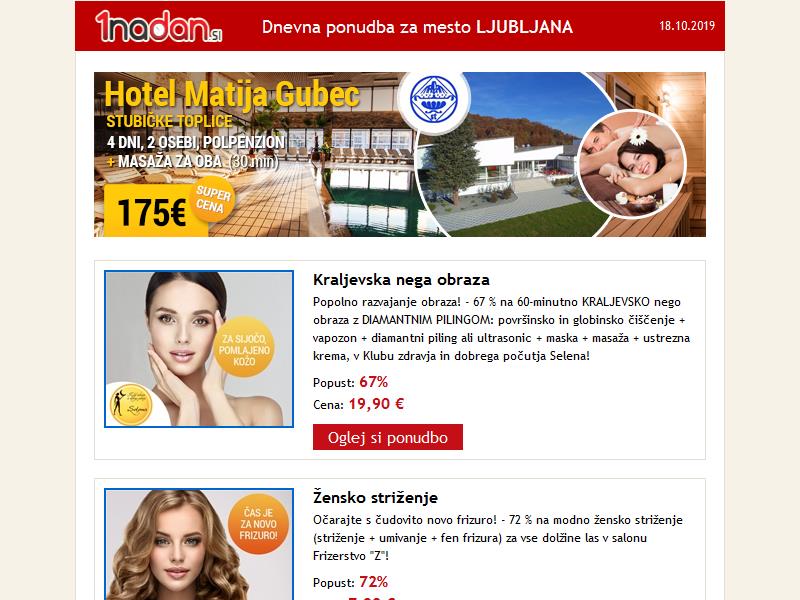 1nadan.si
Dnevna ponudba za mesto LJUBLJANA
18.10.2019
Hotel Matija Gubec
STUBIČKE TOPLICE
4 DNI, 2 OSEBI, POLPENZION
+ MASAŽA ZA OBA (30 min)
175€
SUPER
CENA
Kraljevska nega obraza
Popolno razvajanje obraza! - 67 % na 60-minutno KRALJEVSKO nego
obraza z DIAMANTNIM PILINGOM: površinsko in globinsko čiščenje +
vapozon + diamantni piling ali ultrasonic + maska + masaža + ustrezna
krema, v Klubu zdravja in dobrega počutja Selena!
Popust: 67%
Cena: 19,90 €
Oglej si ponudbo
ZA SIJOČO,
POMLAJENO
KOŽO
Selena
Žensko striženje
Očarajte s čudovito novo frizuro! - 72 % na modno žensko striženje
(striženje + umivanje + fen frizura) za vse dolžine las v salonu
Frizerstvo "Z"!
Popust: 72%
ČAS JE
ZA NOVO
FRIZURO!